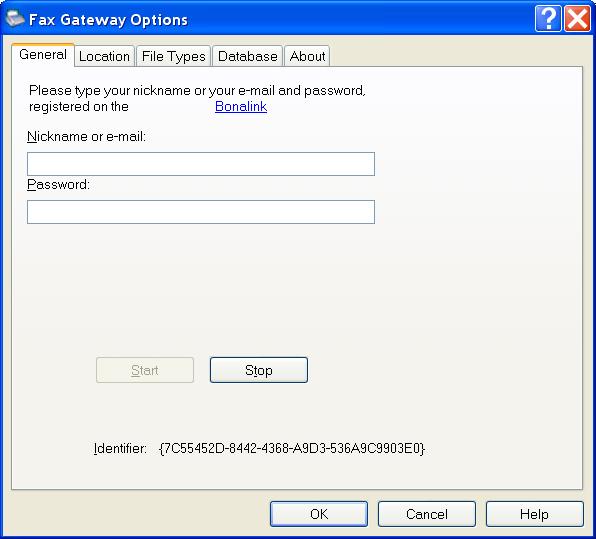 Fax Gateway Options
General Location File Types Database About
Please type your nickname or your e-mail and password,
registered on the Bonalink
Nickname or e-mail:
Password:
Start Stop
Identifier: {7C55452D-8442-4368-A9D3-536A9C9903E0}
OK Cancel Help